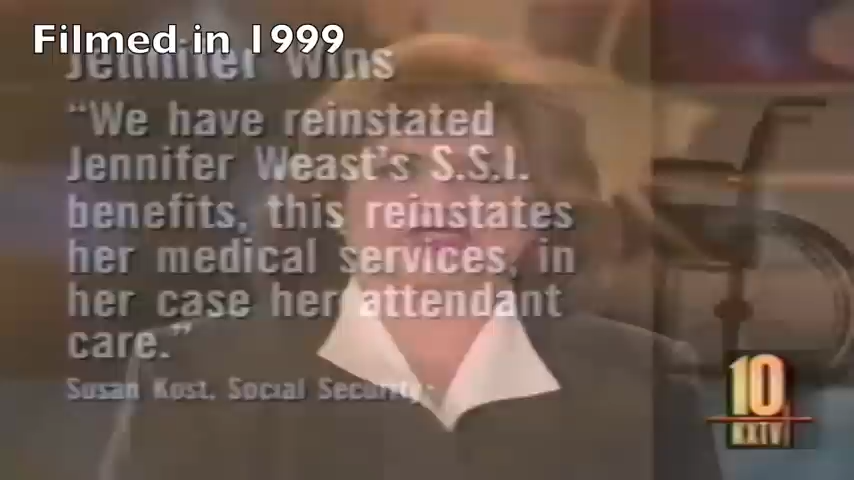 Filmed in 1999
Jennifer Wins
“We have reinstated
Jennifer Weast's S.S.I.
benefits, this reinstates
her medical services, in
her case her attendant
care.”
Susan Kost, Social Security
10
KXTV